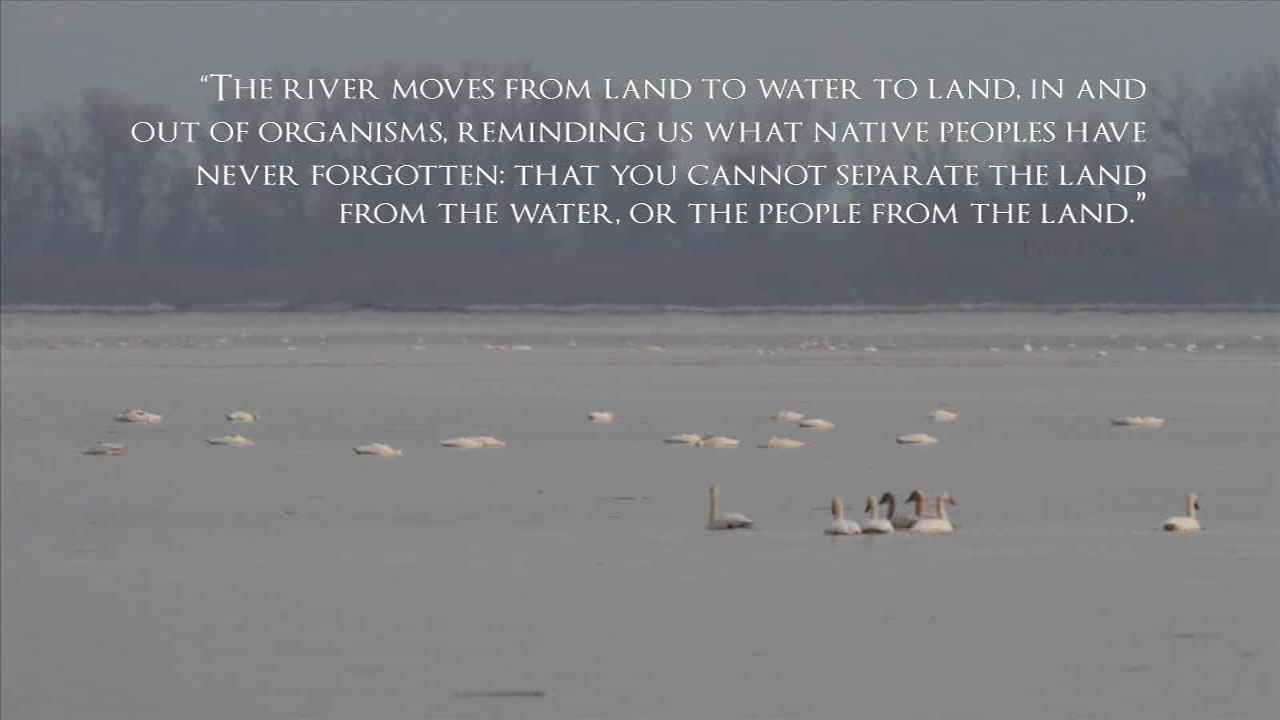 “The river moves from land to water to land, in and
out of organisms, reminding us what native peoples have
never forgotten: that you cannot separate the land
from the water, or the people from the land.”